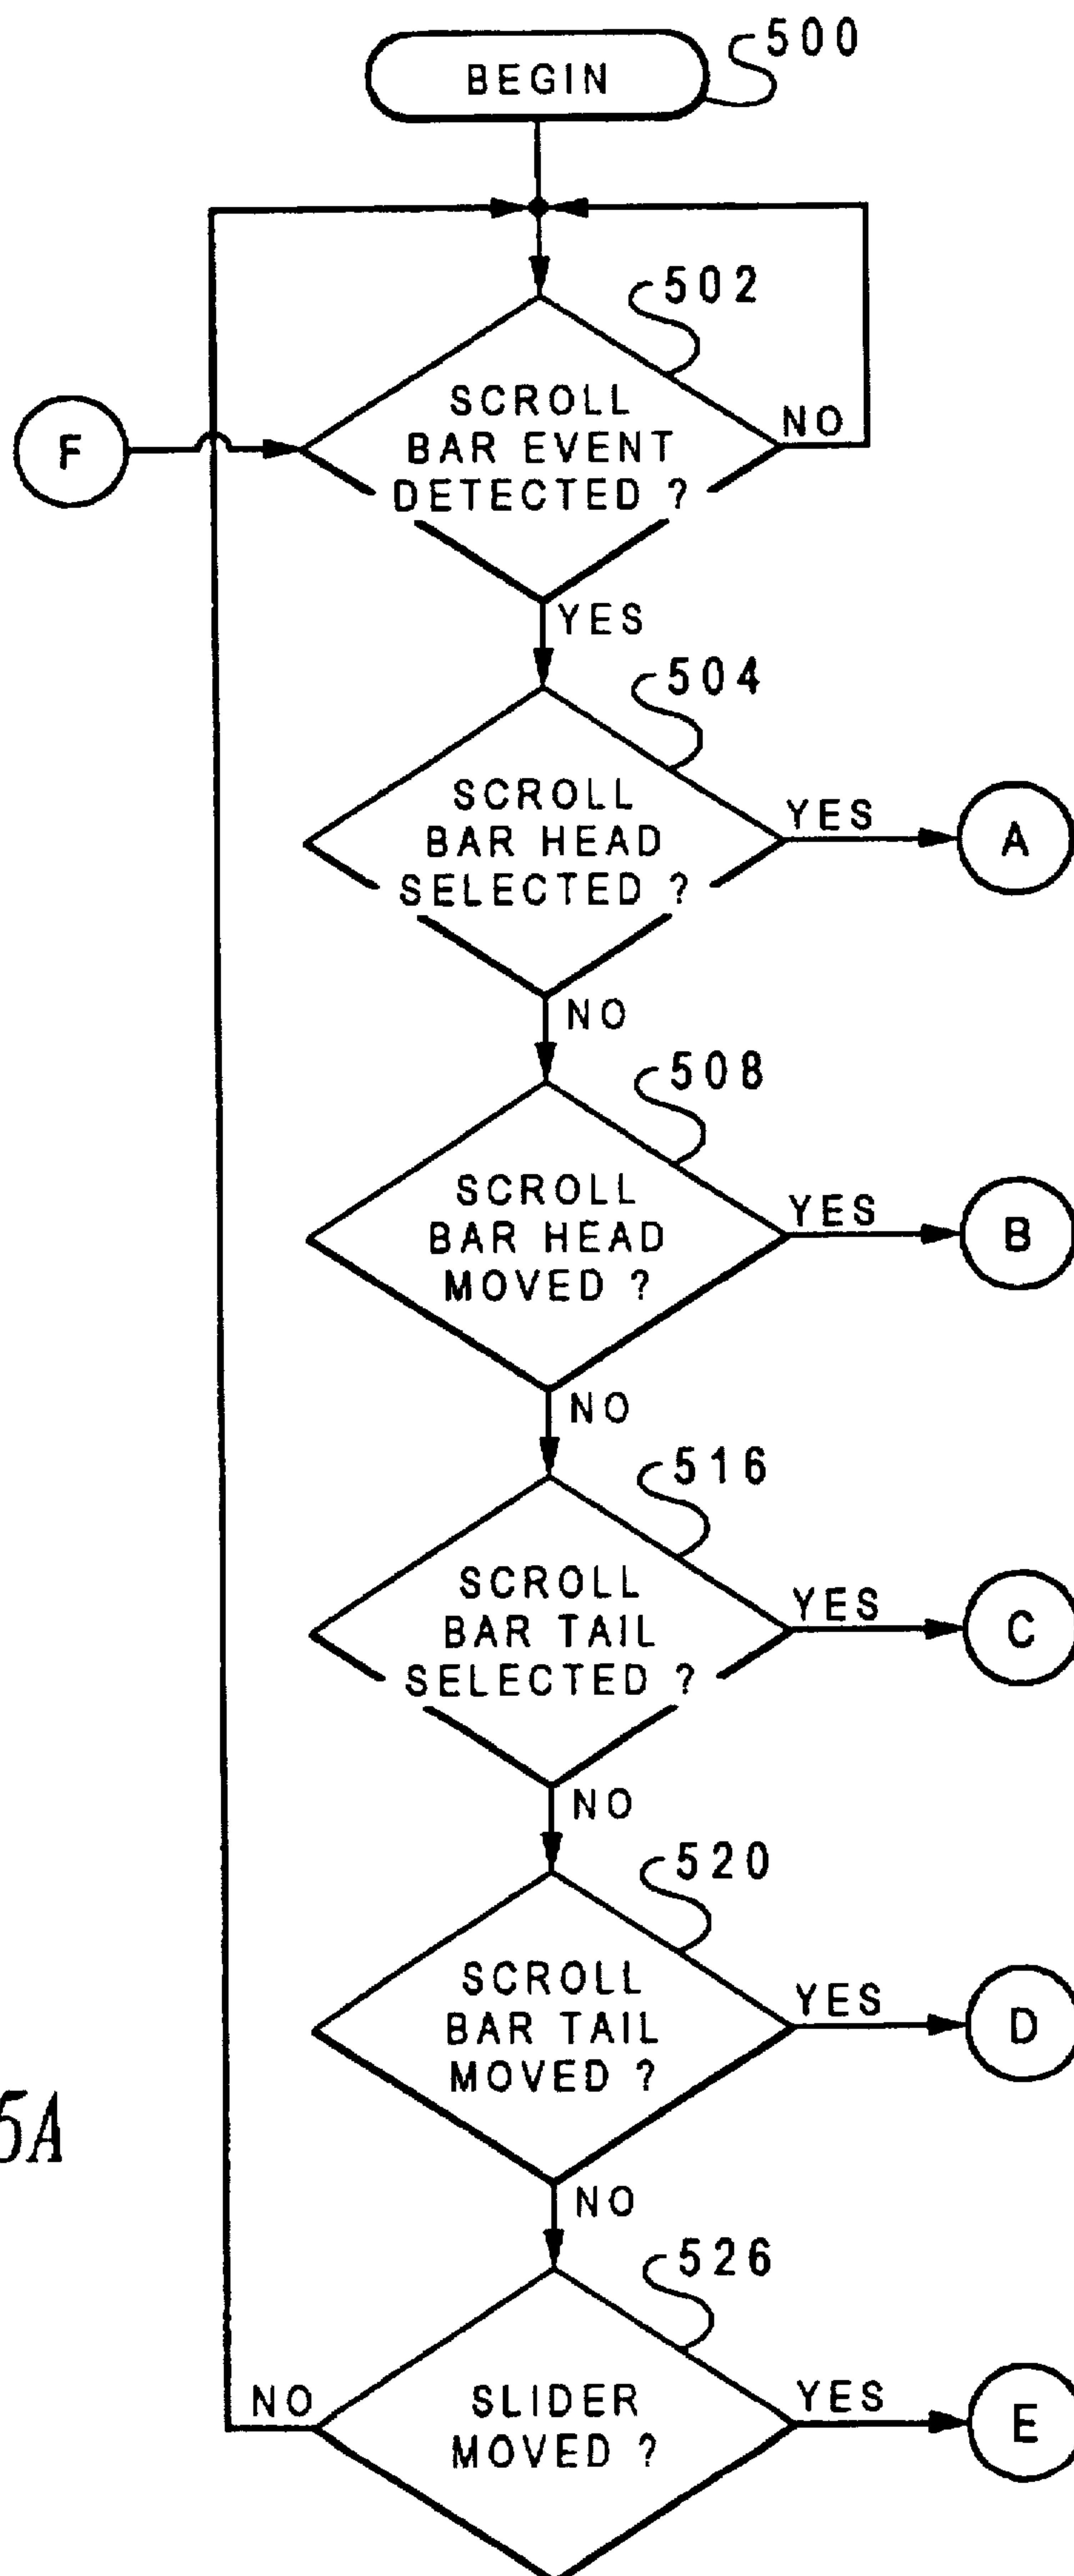 BEGIN
500
502
SCROLL
BAR EVENT
DETECTED ?
NO
F
YES
504
SCROLL
BAR HEAD
SELECTED ?
YES
A
NO
508
SCROLL
BAR HEAD
MOVED ?
YES
B
NO
516
SCROLL
BAR TAIL
SELECTED ?
YES
C
NO
520
SCROLL
BAR TAIL
MOVED ?
YES
D
5A
NO
526
NO
SLIDER
MOVED ?
YES
E